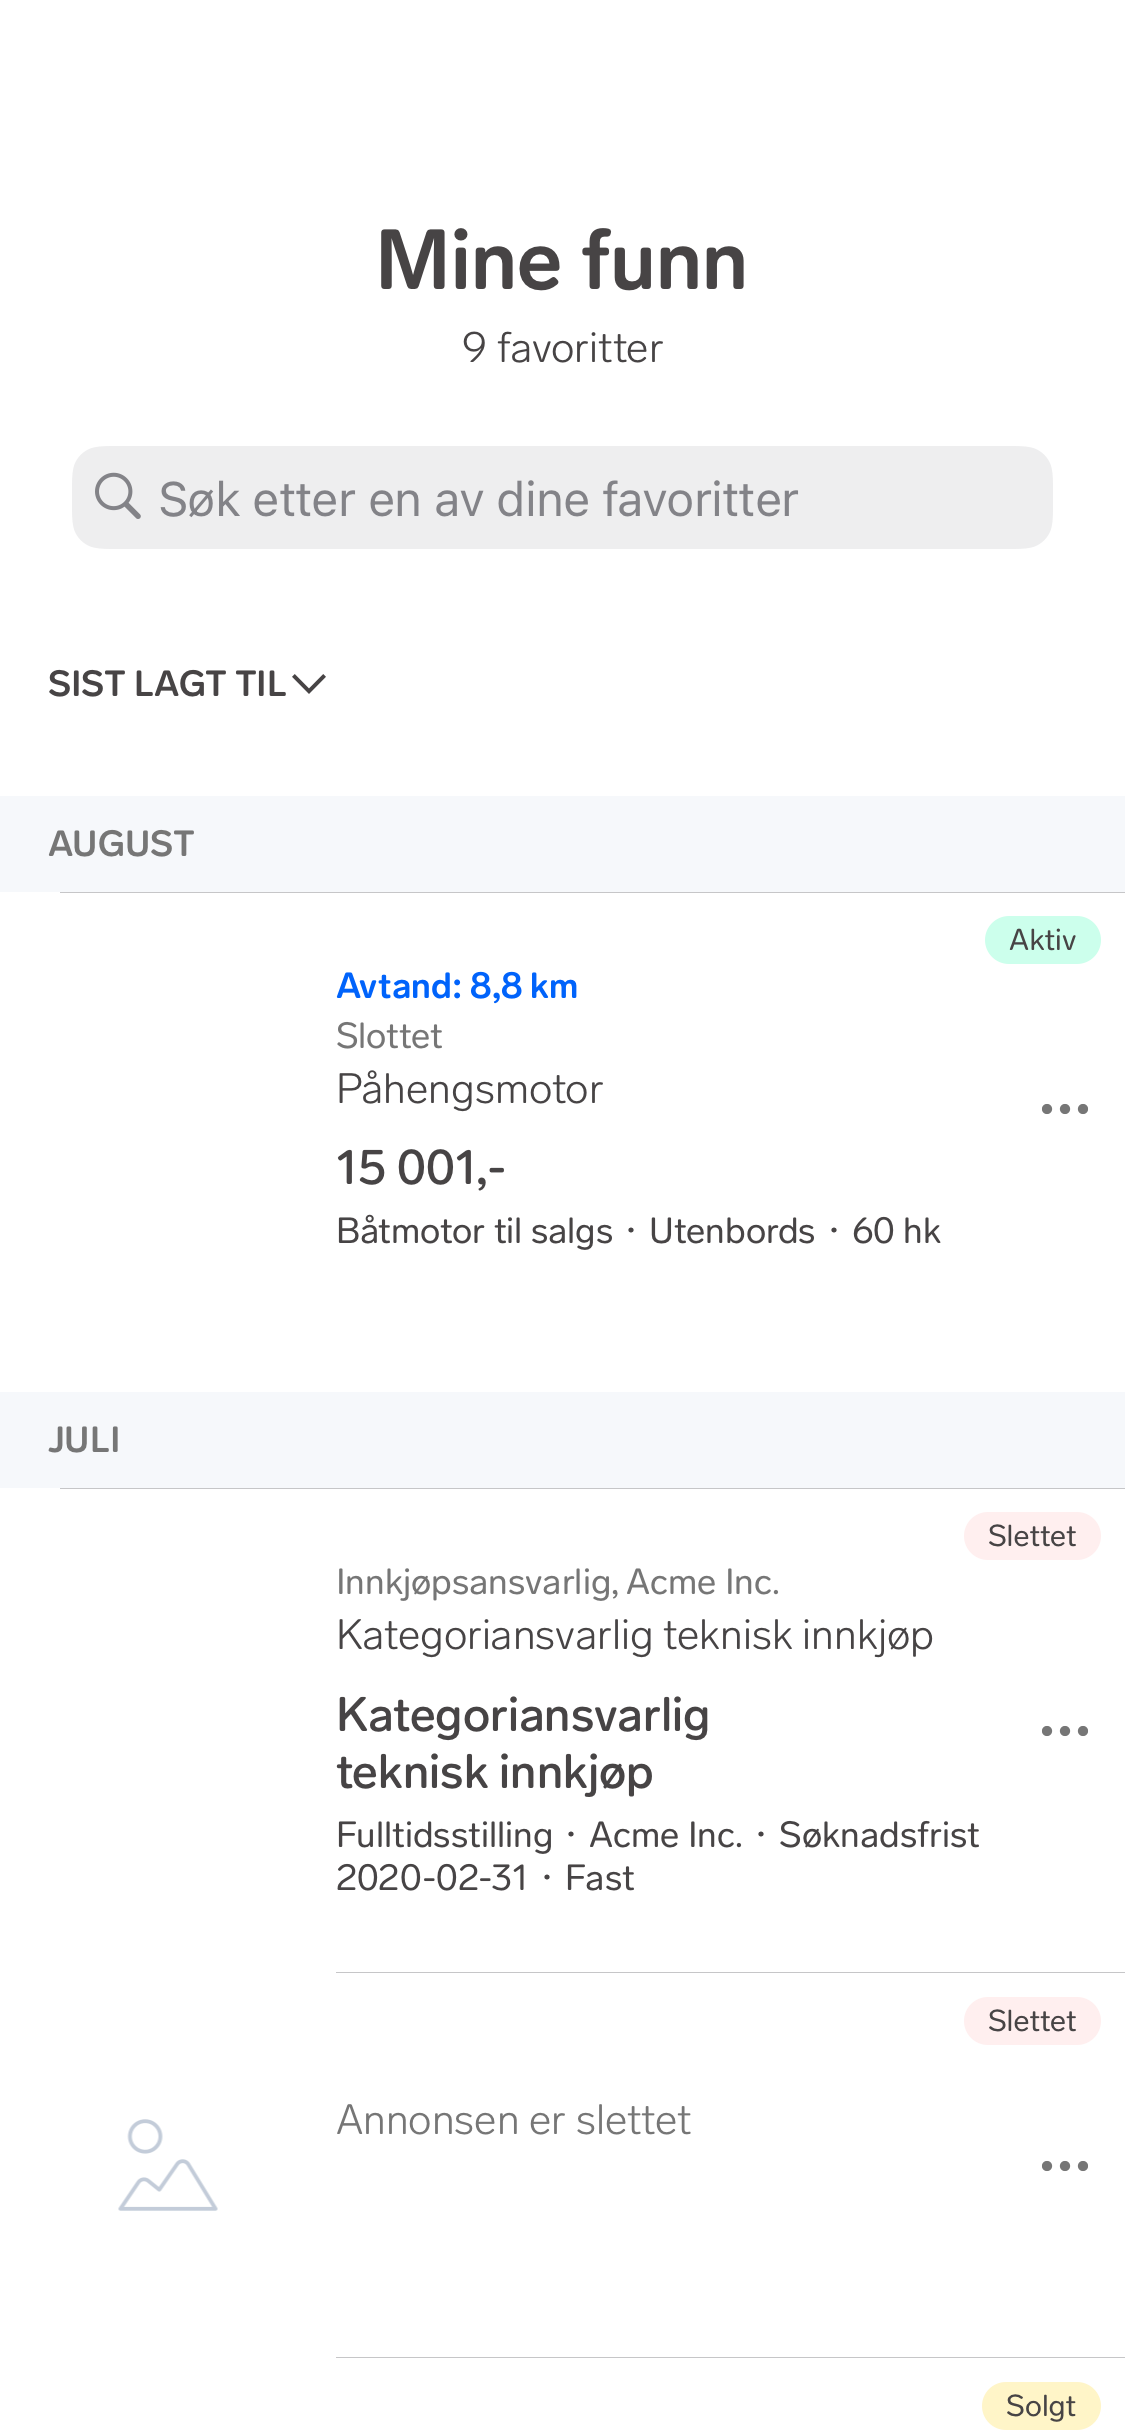 Mine funn
9 favoritter
Søk etter en av dine favoritter
SIST LAGT TIL
AUGUST
Aktiv
Avtand: 8,8 km
Slottet
Påhengsmotor
15 001,-
Båtmotor til salgs · Utenbords · 60 hk
JULI
Slettet
Innkjøpsansvarlig, Acme Inc.
Kategoriansvarlig teknisk innkjøp
Kategoriansvarlig
teknisk innkjøp
Fulltidsstilling · Acme Inc. · Søknadsfrist
2020-02-31 · Fast
Slettet
Annonsen er slettet
Solgt